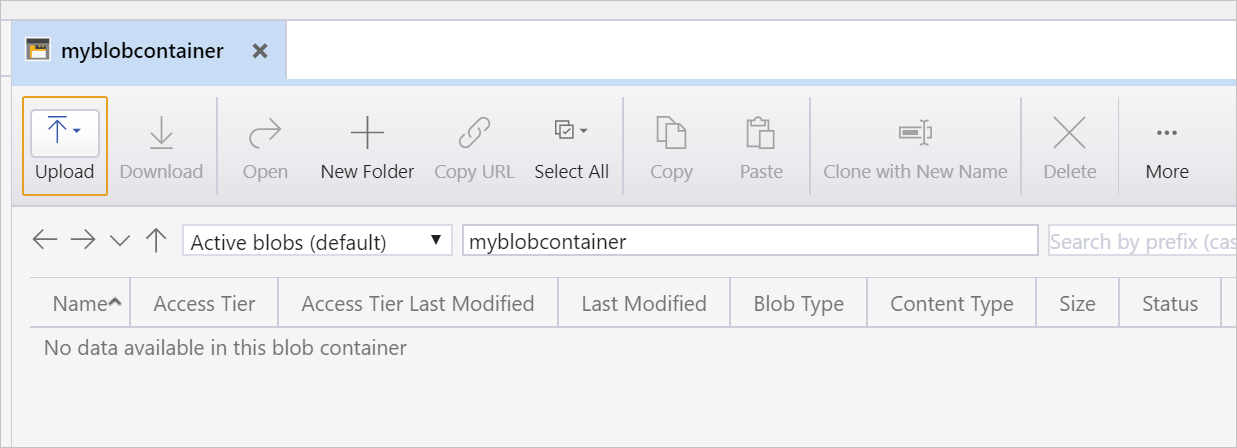 myblobcontainer
Upload Download Open New Folder Copy URL Select All Copy Paste Clone with New Name Delete More
Active blobs (default) myblobcontainer Search by prefix (cas
Name Access Tier Access Tier Last Modified Last Modified Blob Type Content Type Size Status
No data available in this blob container